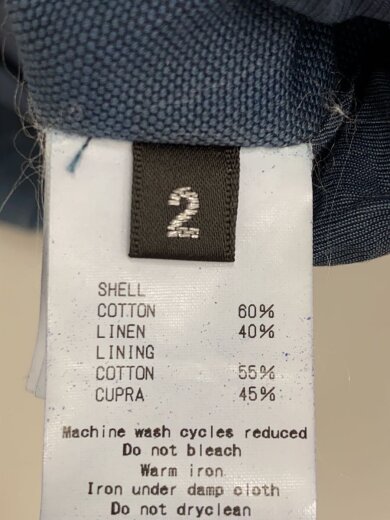 2
SHELL
COTTON 60%
LINEN 40%
LINING
COTTON 55%
CUPRA 45%
Machine wash cycles reduced
Do not bleach
Warm iron
Iron under damp cloth
Do not dryclean